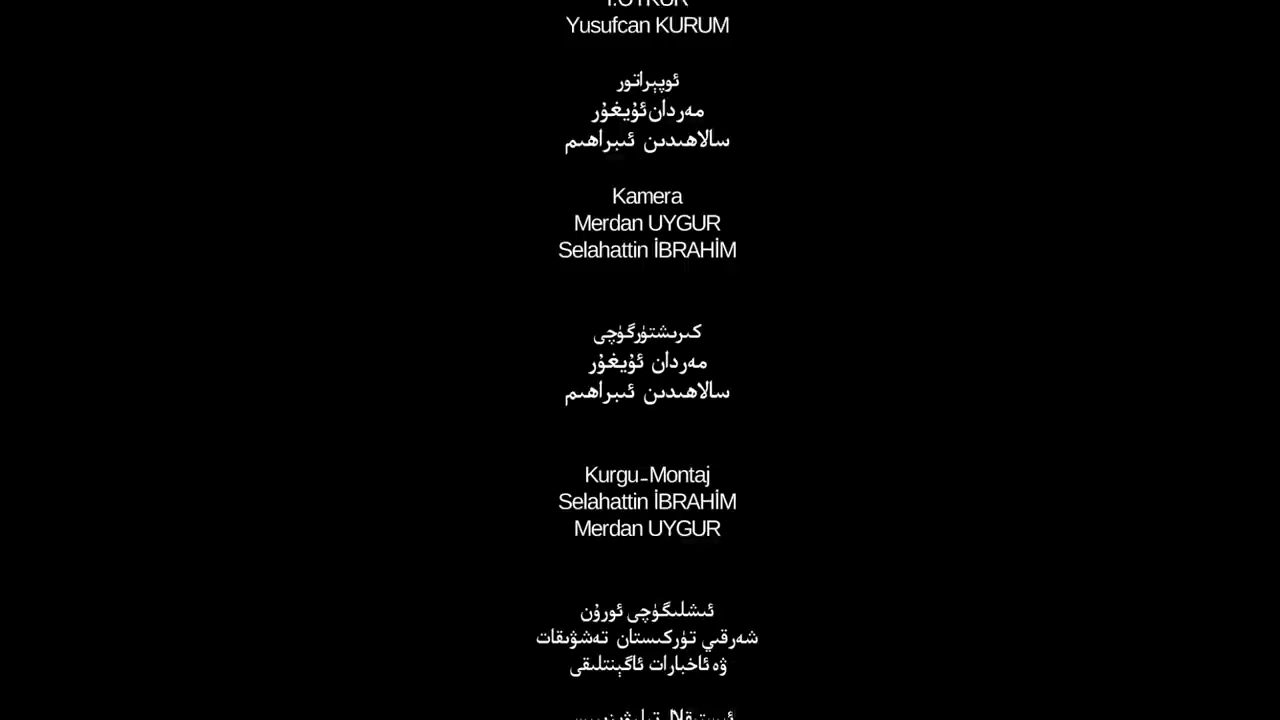 Yusufcan KURUM
ئوپېراتور
مەردان ئۇيغۇر
سالاھىدىن ئىبراھىم
Kamera
Merdan UYGUR
Selahattin İBRAHİM
كىرىشتۈرگۈچى
مەردان ئۇيغۇر
سالاھىدىن ئىبراھىم
Kurgu-Montaj
Selahattin İBRAHİM
Merdan UYGUR
ئىشلىگۈچى ئورۇن
شەرقىي تۈركىستان تەشۋىقات
ۋە ئاخبارات ئاگېنتلىقى